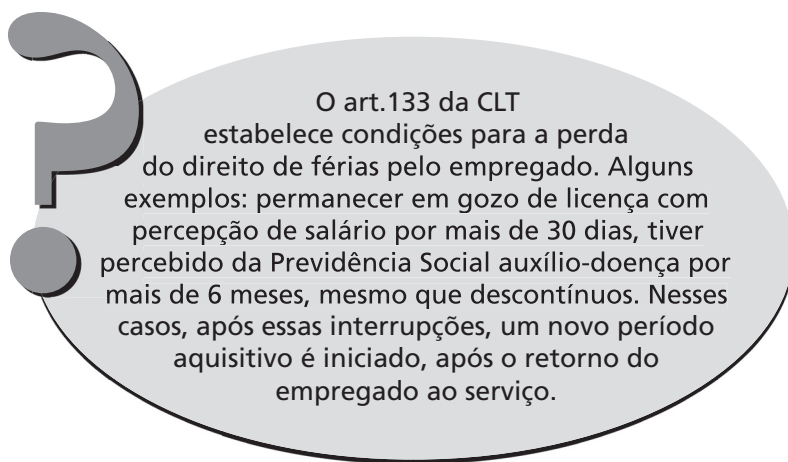 O art.133 da CLT
estabelece condições para a perda
do direito de férias pelo empregado. Alguns
exemplos: permanecer em gozo de licença com
percepção de salário por mais de 30 dias, tiver
percebido da Previdência Social auxílio-doença por
mais de 6 meses, mesmo que descontínuos. Nesses
casos, após essas interrupções, um novo período
aquisitivo é iniciado, após o retorno do
empregado ao serviço.